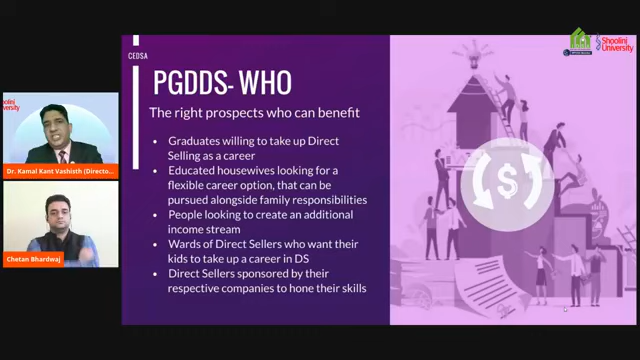 Shoolini
University
CEDSA
PGDDS- WHO
The right prospects who can benefit
• Graduates willing to take up Direct
Selling as a career
• Educated housewives looking for a
flexible career option, that can be
pursued alongside family responsibilities
• People looking to create an additional
income stream
• Wards of Direct Sellers who want their
kids to take up a career in DS
• Direct Sellers sponsored by their
respective companies to hone their skills
$
University
Dr. Kamal Kant Vashisth (Directo..
Chetan Bhardwaj